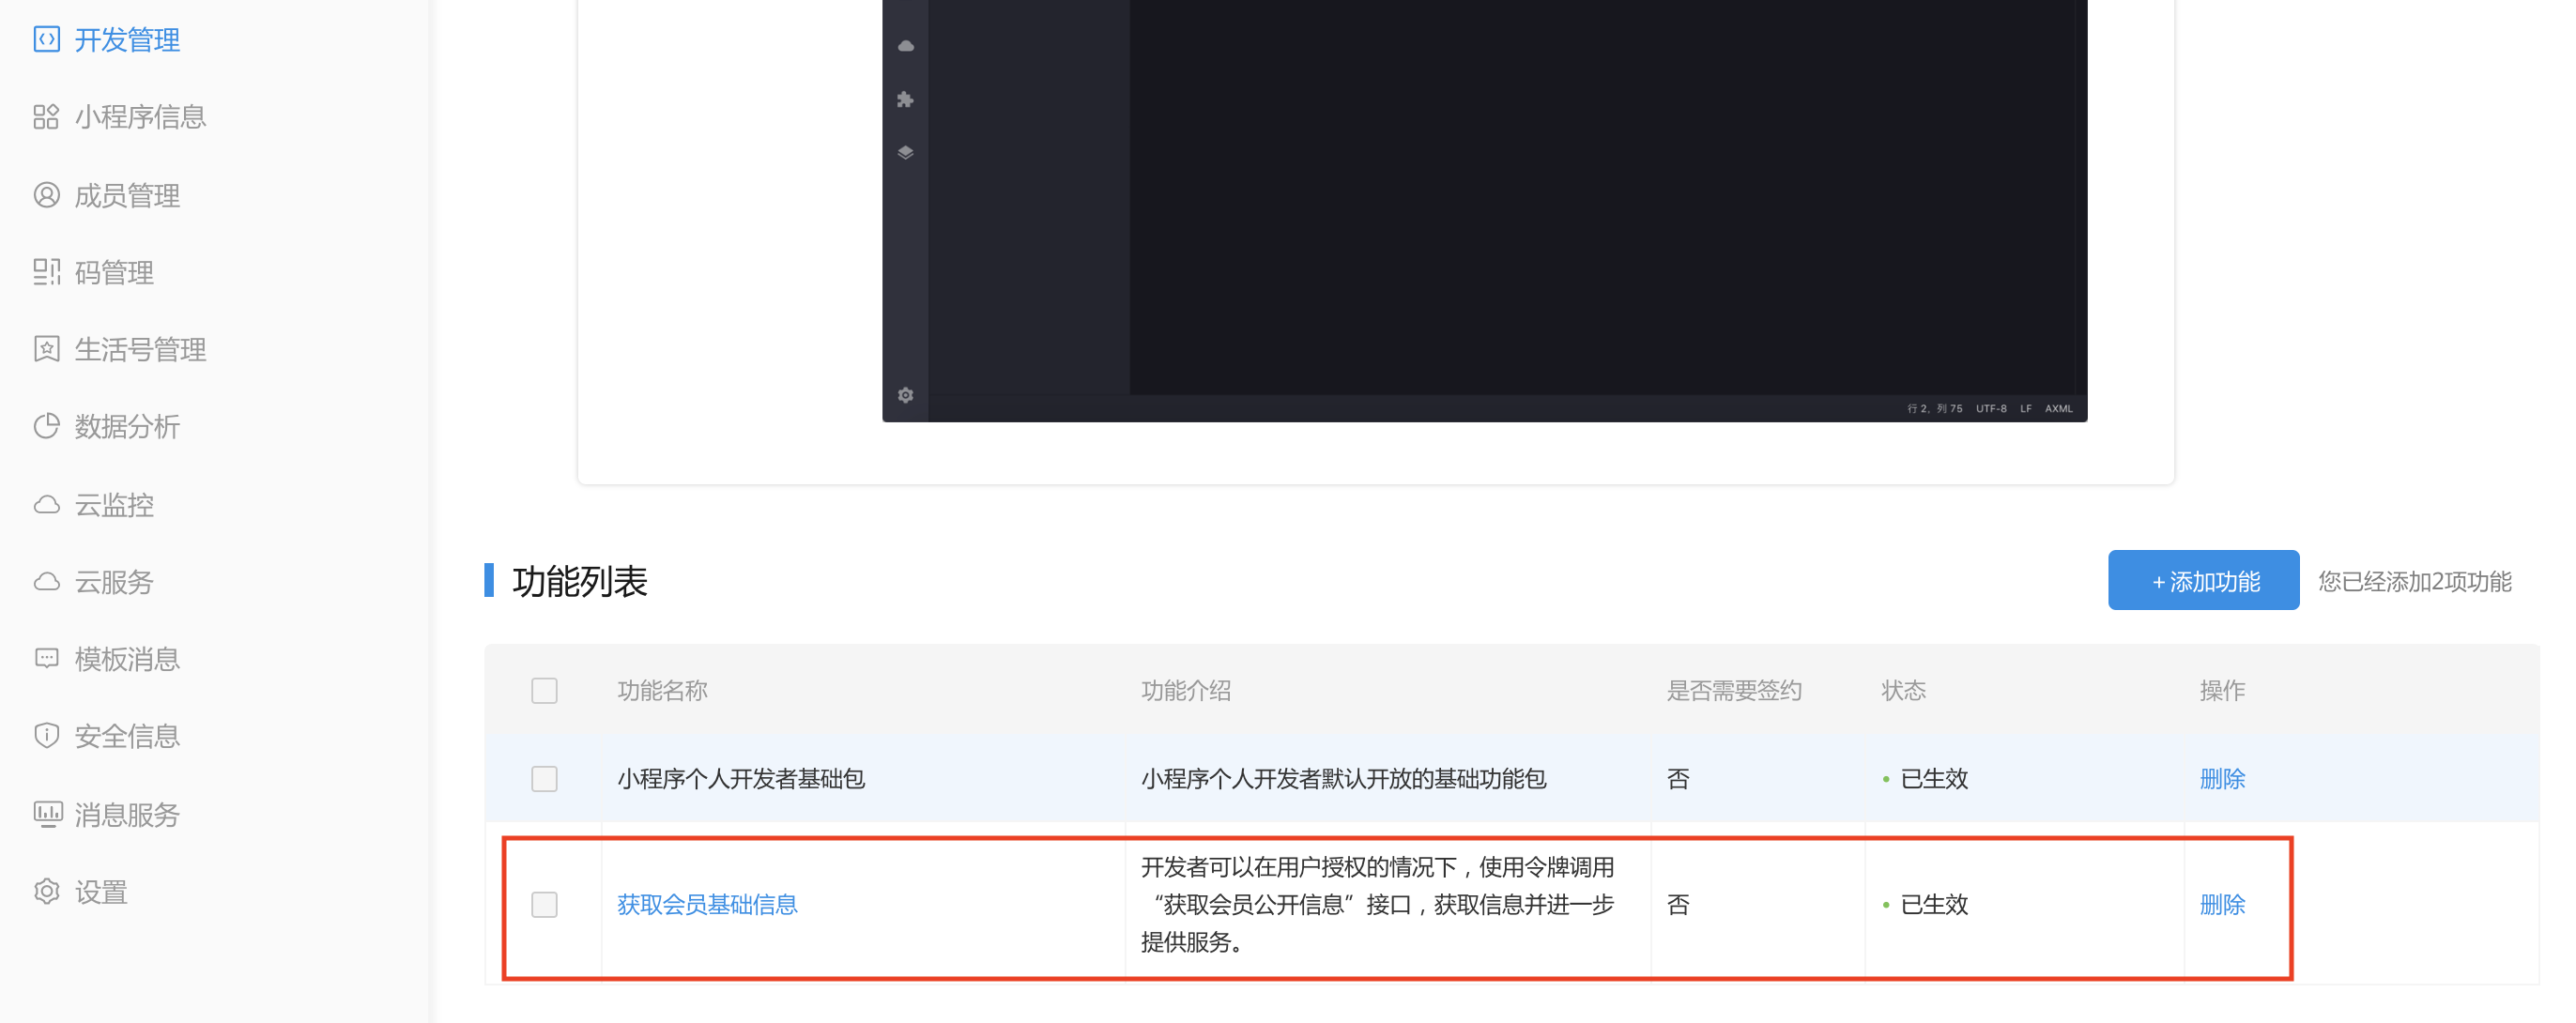 开发管理
小程序信息
成员管理
码管理
生活号管理
数据分析
云监控
云服务
模板消息
安全信息
消息服务
设置
行 2, 列 75 UTF-8 LF AXML
功能列表
+ 添加功能 您已经添加2项功能
功能名称 功能介绍 是否需要签约 状态 操作
小程序个人开发者基础包 小程序个人开发者默认开放的基础功能包 否 已生效 删除
开发者可以在用户授权的情况下，使用令牌调用
获取会员基础信息 “获取会员公开信息”接口，获取信息并进一步 否 已生效 删除
提供服务。